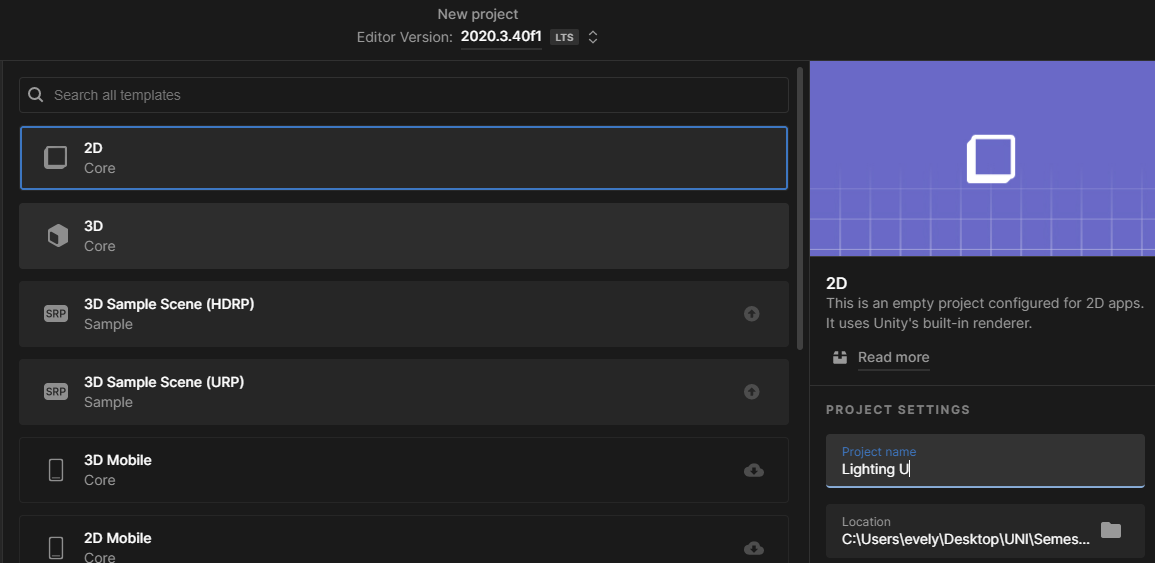 New project
Editor Version: 2020.3.40f1 LTS
Search all templates
2D
Core
3D
Core
SRP
3D Sample Scene (HDRP)
Sample
SRP
3D Sample Scene (URP)
Sample
3D Mobile
Core
2D Mobile
Core
2D
This is an empty project configured for 2D apps.
It uses Unity's built-in renderer.
Read more
PROJECT SETTINGS
Project name
Lighting U
Location
C:\Users\evely\Desktop\UNI\Semes...